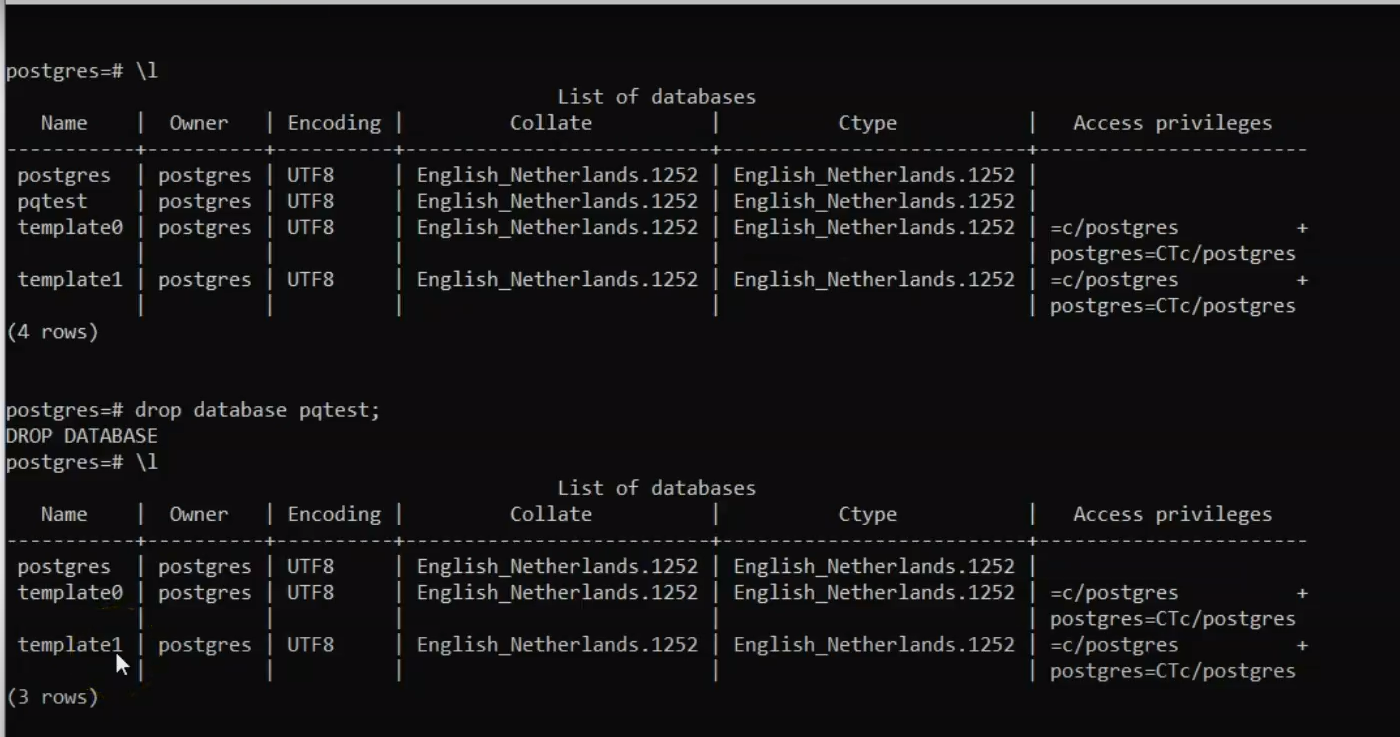 postgres=# \l
                                               List of databases
   Name    |  Owner   | Encoding |         Collate          |          Ctype           |   Access privileges
-----------+----------+----------+--------------------------+--------------------------+-----------------------
 postgres  | postgres | UTF8     | English_Netherlands.1252 | English_Netherlands.1252 |
 pqtest    | postgres | UTF8     | English_Netherlands.1252 | English_Netherlands.1252 |
 template0 | postgres | UTF8     | English_Netherlands.1252 | English_Netherlands.1252 | =c/postgres          +
           |          |          |                          |                          | postgres=CTc/postgres
 template1 | postgres | UTF8     | English_Netherlands.1252 | English_Netherlands.1252 | =c/postgres          +
           |          |          |                          |                          | postgres=CTc/postgres
(4 rows)
postgres=# drop database pqtest;
DROP DATABASE
postgres=# \l
                                               List of databases
   Name    |  Owner   | Encoding |         Collate          |          Ctype           |   Access privileges
-----------+----------+----------+--------------------------+--------------------------+-----------------------
 postgres  | postgres | UTF8     | English_Netherlands.1252 | English_Netherlands.1252 |
 template0 | postgres | UTF8     | English_Netherlands.1252 | English_Netherlands.1252 | =c/postgres          +
           |          |          |                          |                          | postgres=CTc/postgres
 template1 | postgres | UTF8     | English_Netherlands.1252 | English_Netherlands.1252 | =c/postgres          +
           |          |          |                          |                          | postgres=CTc/postgres
(3 rows)